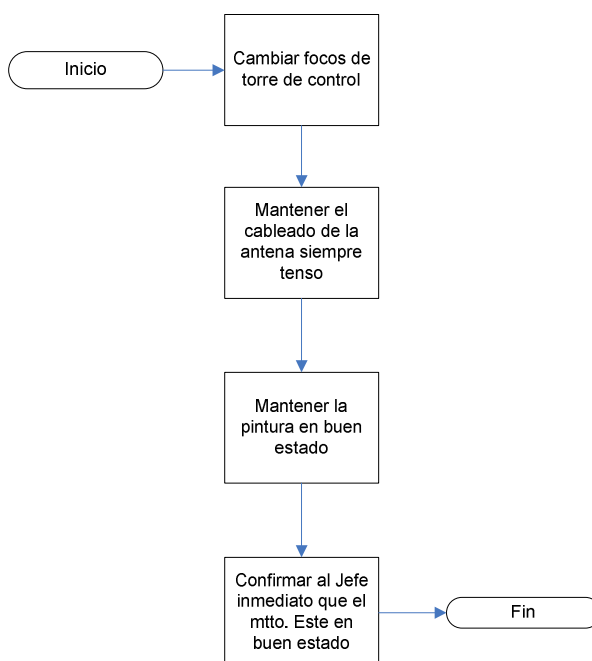 Inicio
Cambiar focos de
torre de control
Mantener el
cableado de la
antena siempre
tenso
Mantener la
pintura en buen
estado
Confirmar al Jefe
inmediato que el
mtto. Este en
buen estado
Fin